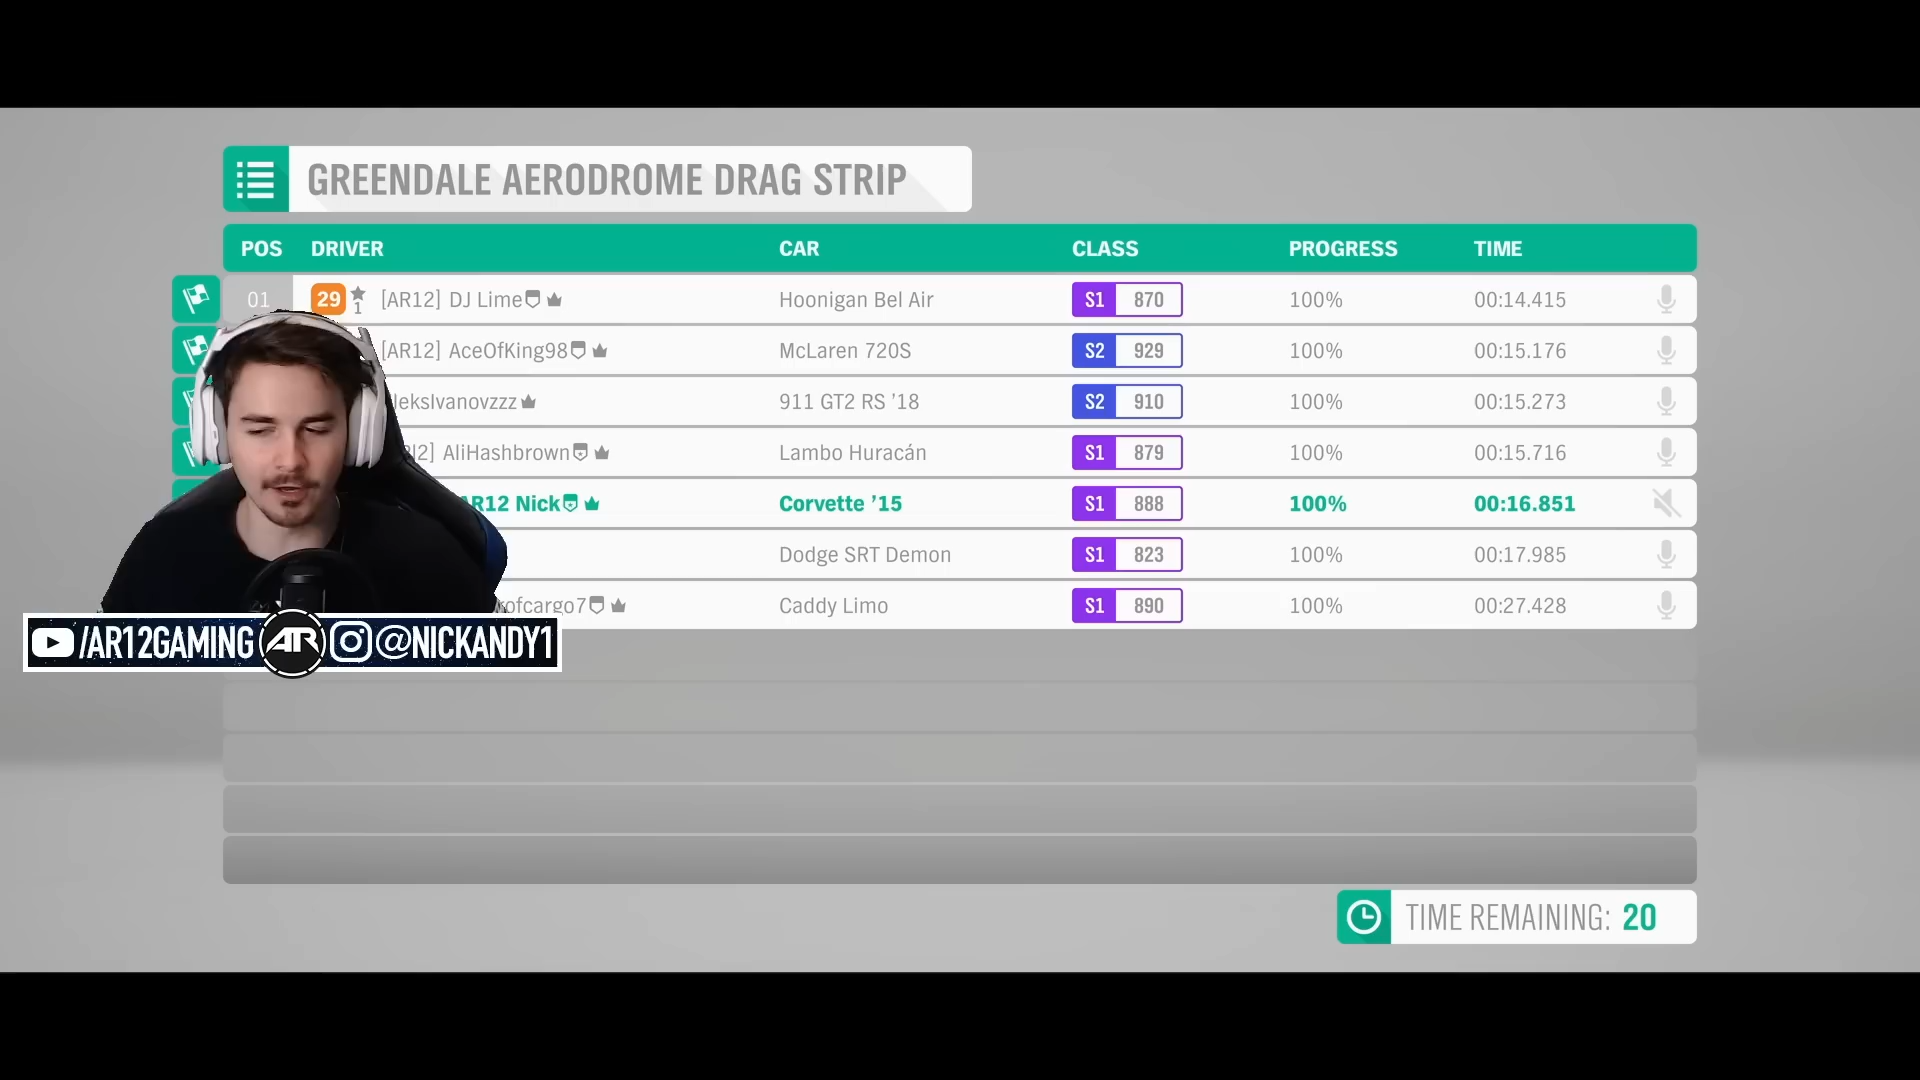 GREENDALE AERODROME DRAG STRIP
POS DRIVER CAR CLASS PROGRESS TIME
01 29 1 [AR12] DJ Lime Hoonigan Bel Air S1 870 100% 00:14.415
[AR12] AceOfKing98 McLaren 720S S2 929 100% 00:15.176
leksIvanovzzz 911 GT2 RS '18 S2 910 100% 00:15.273
AliHashbrown Lambo Huracán S1 879 100% 00:15.716
AR12 Nick Corvette '15 S1 888 100% 00:16.851
Dodge SRT Demon S1 823 100% 00:17.985
rofcargo7 Caddy Limo S1 890 100% 00:27.428
/AR12GAMING AR @NICKANDY1
TIME REMAINING: 20